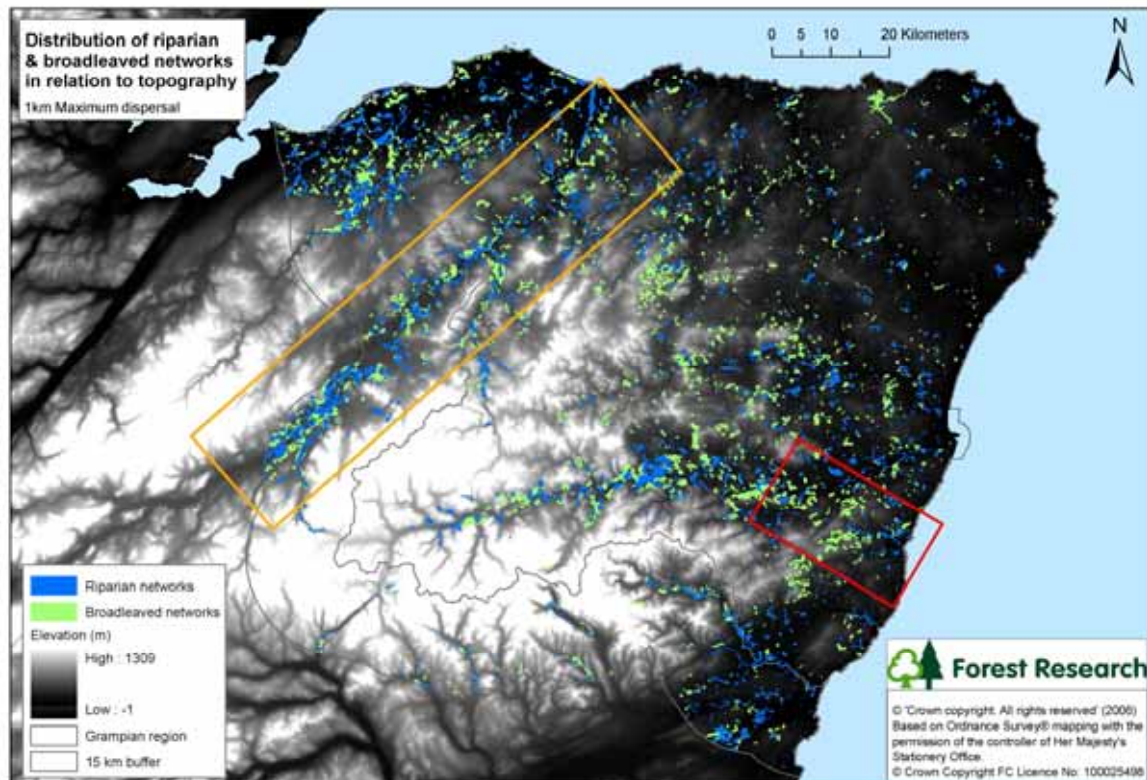 Distribution of riparian
& broadleaved networks
in relation to topography
1km Maximum dispersal
0 5 10 20 Kilometers
N
Riparian networks
Broadleaved networks
Elevation (m)
High : 1309
Low : -1
Grampian region
15 km buffer
Forest Research
© 'Crown copyright. All rights reserved' (2006)
Based on Ordnance Survey® mapping with the
permission of the controller of Her Majesty's
Stationery Office.
© Crown Copyright FC Licence No: 100025498